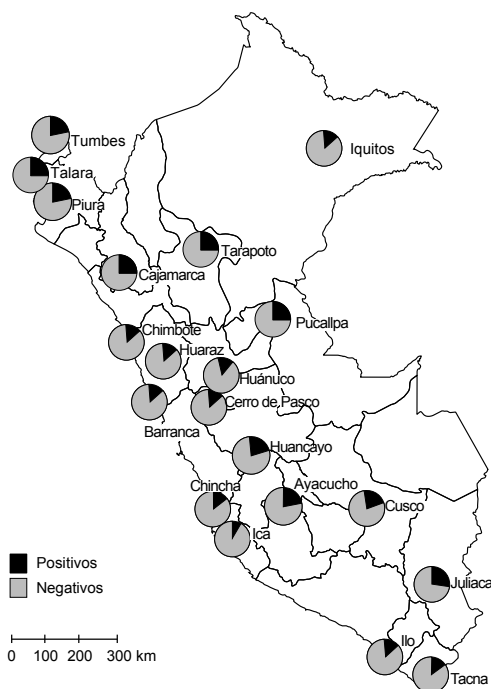 Tumbes
Iquitos
Talara
Piura
Tarapoto
Cajamarca
Pucallpa
Chimbote
Huaraz
Huánuco
Cerro de Pasco
Barranca
Huancayo
Chincha
Ayacucho
Cusco
Ica
Positivos
Negativos
Juliaca
Ilo
0 100 200 300 km
Tacna